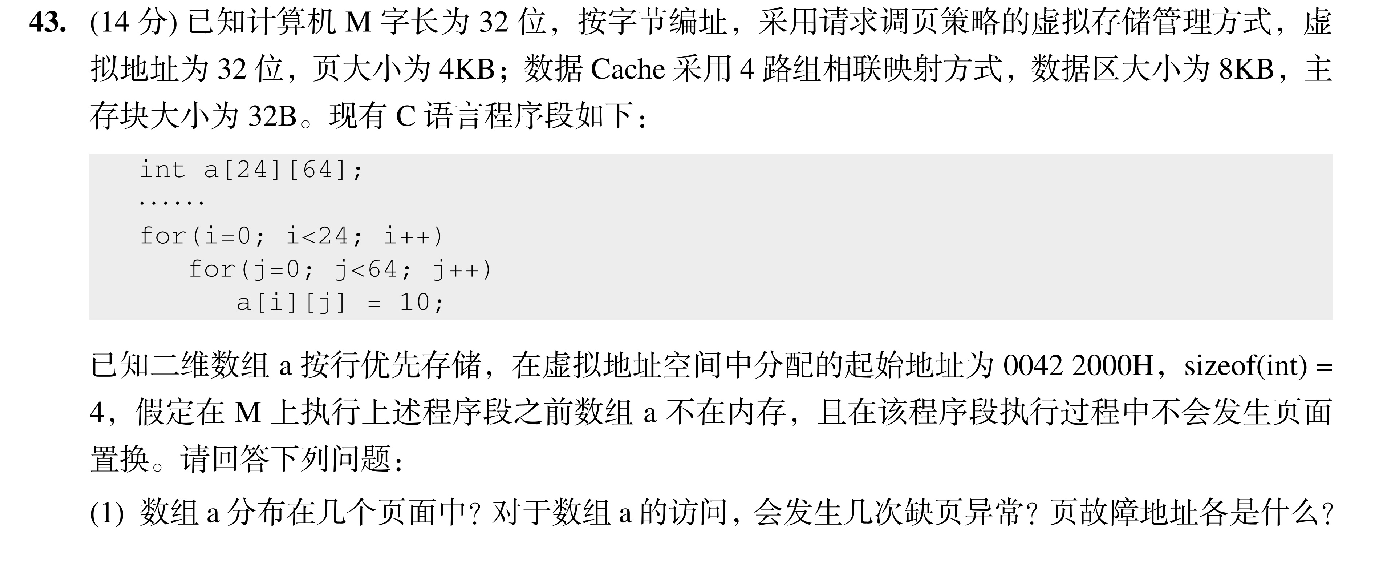 43. (14 分) 已知计算机 M 字长为 32 位，按字节编址，采用请求调页策略的虚拟存储管理方式，虚
拟地址为 32 位，页大小为 4KB；数据 Cache 采用 4 路组相联映射方式，数据区大小为 8KB，主
存块大小为 32B。现有 C 语言程序段如下：
int a[24][64];
······
for(i=0; i<24; i++)
for(j=0; j<64; j++)
a[i][j] = 10;
已知二维数组 a 按行优先存储，在虚拟地址空间中分配的起始地址为 0042 2000H，sizeof(int) =
4，假定在 M 上执行上述程序段之前数组 a 不在内存，且在该程序段执行过程中不会发生页面
置换。请回答下列问题：
(1) 数组 a 分布在几个页面中？对于数组 a 的访问，会发生几次缺页异常？页故障地址各是什么？